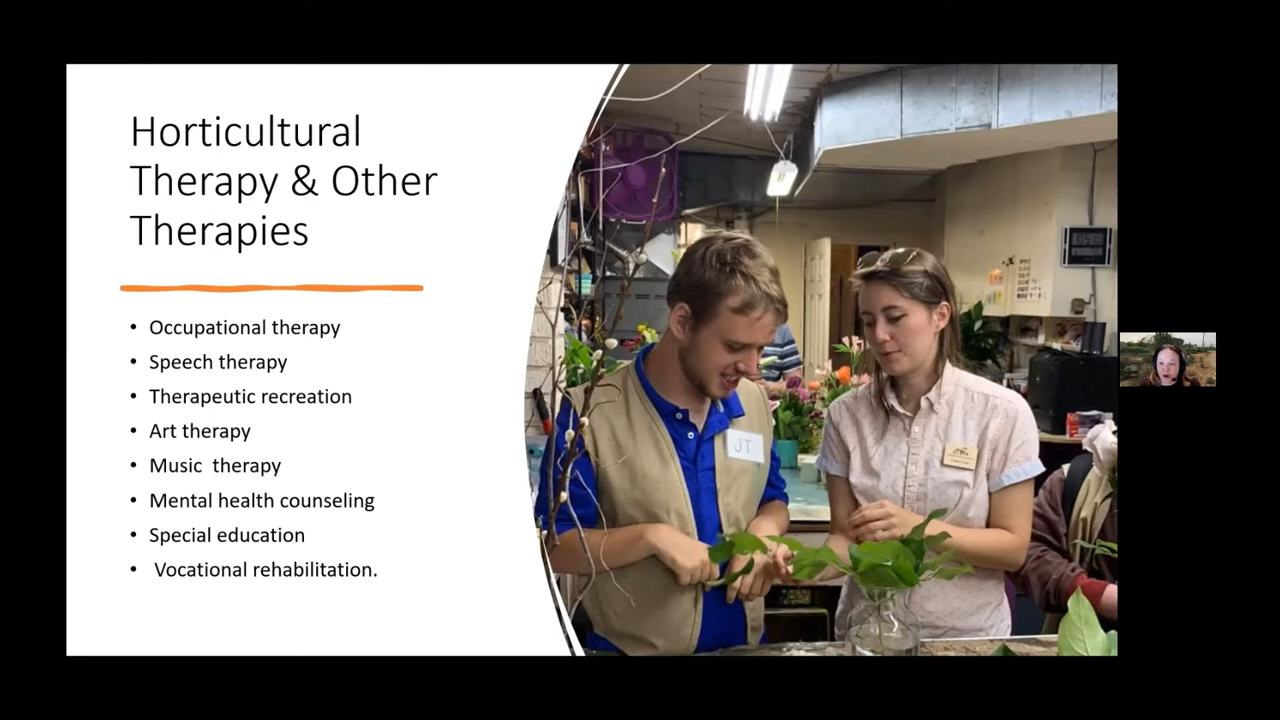 Horticultural
Therapy & Other
Therapies
• Occupational therapy
• Speech therapy
• Therapeutic recreation
• Art therapy
• Music  therapy
• Mental health counseling
• Special education
•  Vocational rehabilitation.
JT